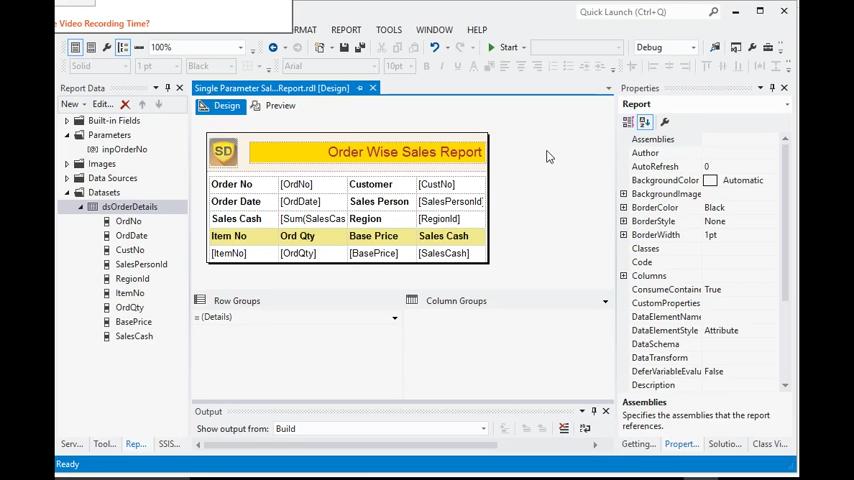 e Video Recording Time?
Quick Launch (Ctrl+Q)
RMAT REPORT TOOLS WINDOW HELP
100% Start Debug
Solid 1 pt Black Arial 10pt
Report Data
New Edit...
Built-in Fields
Parameters
inpOrderNo
Images
Data Sources
Datasets
dsOrderDetails
OrdNo
OrdDate
CustNo
SalesPersonId
RegionId
ItemNo
OrdQty
BasePrice
SalesCash
Serv... Tool... Rep... SSIS...
Single Parameter Sal...Report.rdl [Design]
Design Preview
SD Order Wise Sales Report
Order No [OrdNo] Customer [CustNo]
Order Date [OrdDate] Sales Person [SalesPersonId]
Sales Cash [Sum(SalesCas Region [RegionId]
Item No Ord Qty Base Price Sales Cash
[ItemNo] [OrdQty] [BasePrice] [SalesCash]
Row Groups Column Groups
(Details)
Output
Show output from: Build
Properties
Report
Assemblies
Author
AutoRefresh 0
BackgroundColor Automatic
BackgroundImage
BorderColor Black
BorderStyle None
BorderWidth 1pt
Classes
Code
Columns
ConsumeContaine True
CustomProperties
DataElementName
DataElementStyle Attribute
DataSchema
DataTransform
DeferVariableEvalu False
Description
Assemblies
Specifies the assemblies that the report
references.
Getting... Propert... Solutio... Class Vi...
Ready